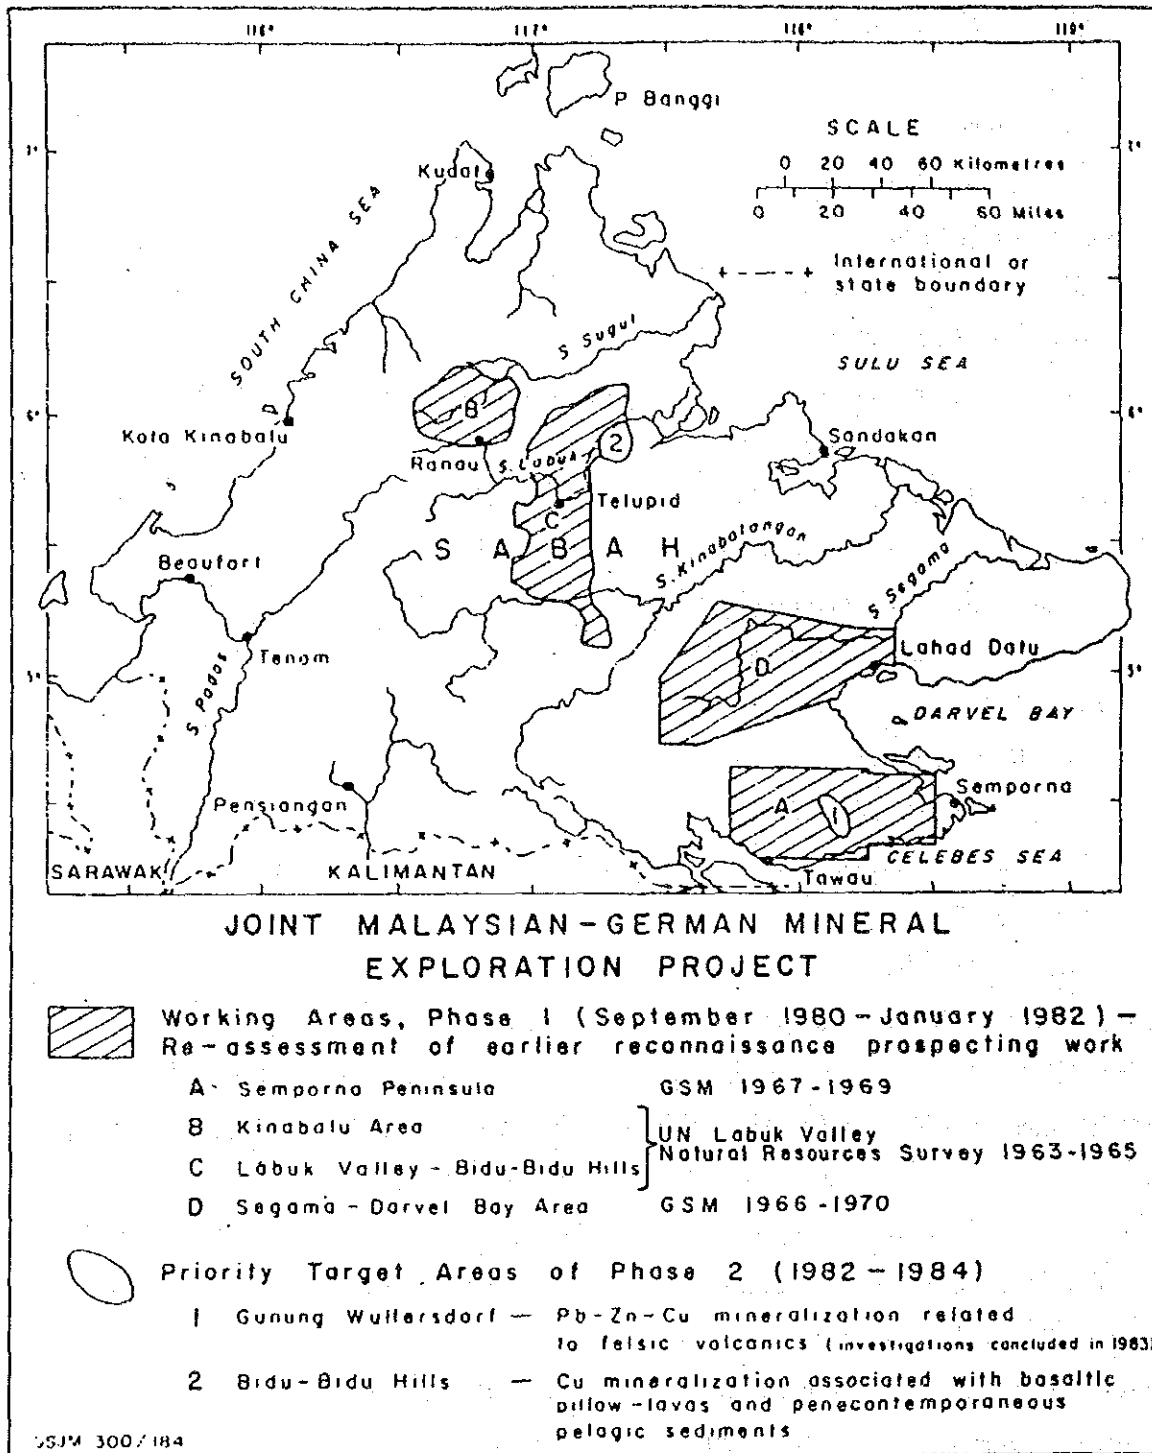 116° 117° 118° 119°
P Banggi
SCALE
0 20 40 60 Kilometres
0 20 40 60 Miles
7°
Kudat
SOUTH CHINA SEA
International or
state boundary
S Sugut
SULU SEA
6° 6°
B
Kota Kinabalu
2
Sandakan
Ranau
S. Labuk
Telupid
C
S A B A H
S. Kinabatangan
S Segama
Beaufort
Tenom
S Padas
Lahad Datu
D
5° 5°
DARVEL BAY
Semporna
A
1
Pensiangan
CELEBES SEA
SARAWAK
KALIMANTAN
Tawau
JOINT MALAYSIAN-GERMAN MINERAL
EXPLORATION PROJECT
Working Areas, Phase 1 (September 1980-January 1982) -
Re-assessment of earlier reconnaissance prospecting work
A Semporna Peninsula GSM 1967-1969
B Kinabalu Area
UN Labuk Valley
Natural Resources Survey 1963-1965
C Labuk Valley - Bidu-Bidu Hills
D Segama - Darvel Bay Area GSM 1966-1970
Priority Target Areas of Phase 2 (1982-1984)
1 Gunung Wullersdorf — Pb-Zn-Cu mineralization related
to felsic volcanics (investigations concluded in 1983)
2 Bidu-Bidu Hills — Cu mineralization associated with basaltic
pillow-lavas and penecontemporaneous
pelagic sediments
300/184